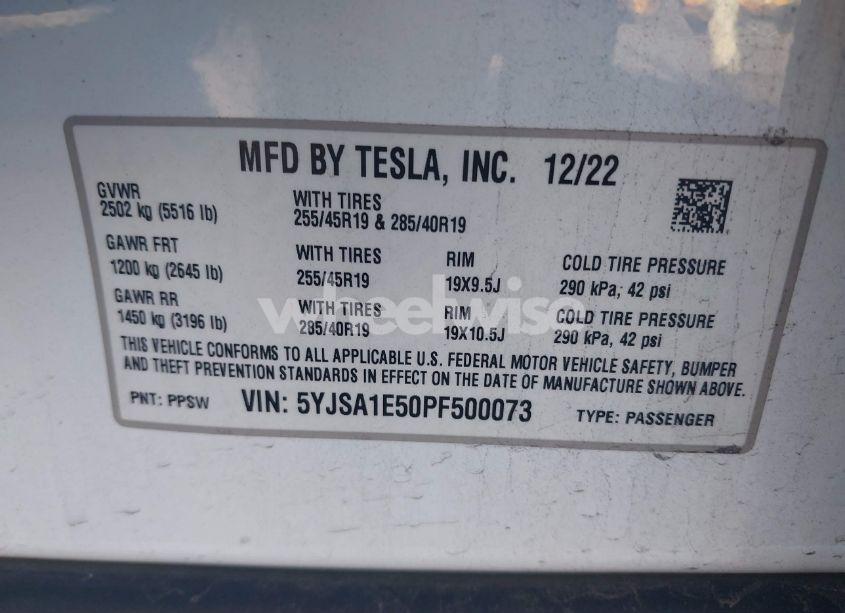 MFD BY TESLA, INC. 12/22
GVWR
2502 kg (5516 lb)
WITH TIRES
255/45R19 & 285/40R19
GAWR FRT
1200 kg (2645 lb)
WITH TIRES
255/45R19
RIM
19X9.5J
COLD TIRE PRESSURE
290 kPa; 42 psi
GAWR RR
1450 kg (3196 lb)
WITH TIRES
285/40R19
RIM
19X10.5J
COLD TIRE PRESSURE
290 kPa, 42 psi
THIS VEHICLE CONFORMS TO ALL APPLICABLE U.S. FEDERAL MOTOR VEHICLE SAFETY, BUMPER
AND THEFT PREVENTION STANDARDS IN EFFECT ON THE DATE OF MANUFACTURE SHOWN ABOVE.
PNT: PPSW VIN: 5YJSA1E50PF500073 TYPE: PASSENGER
wheelwise